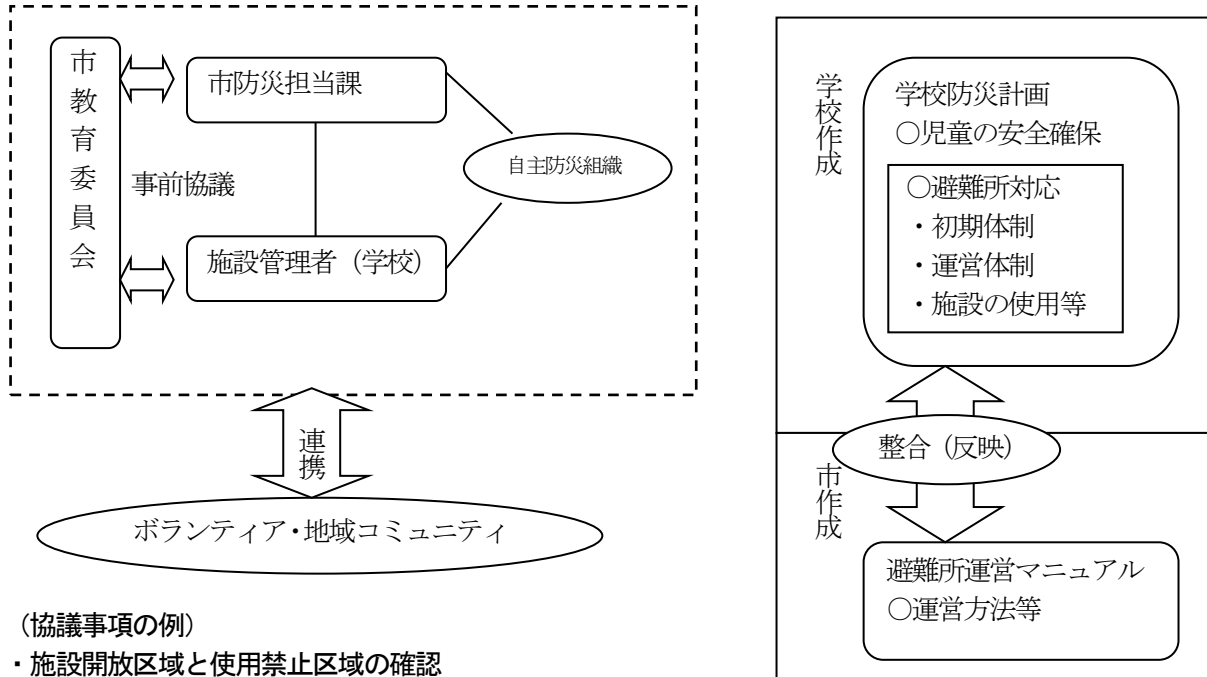 市教育委員会
市防災担当課
事前協議
施設管理者（学校）
自主防災組織
連携
ボランティア・地域コミュニティ
（協議事項の例）
・施設開放区域と使用禁止区域の確認
学校作成
学校防災計画
○児童の安全確保
○避難所対応
・初期体制
・運営体制
・施設の使用等
整合（反映）
市作成
避難所運営マニュアル
○運営方法等